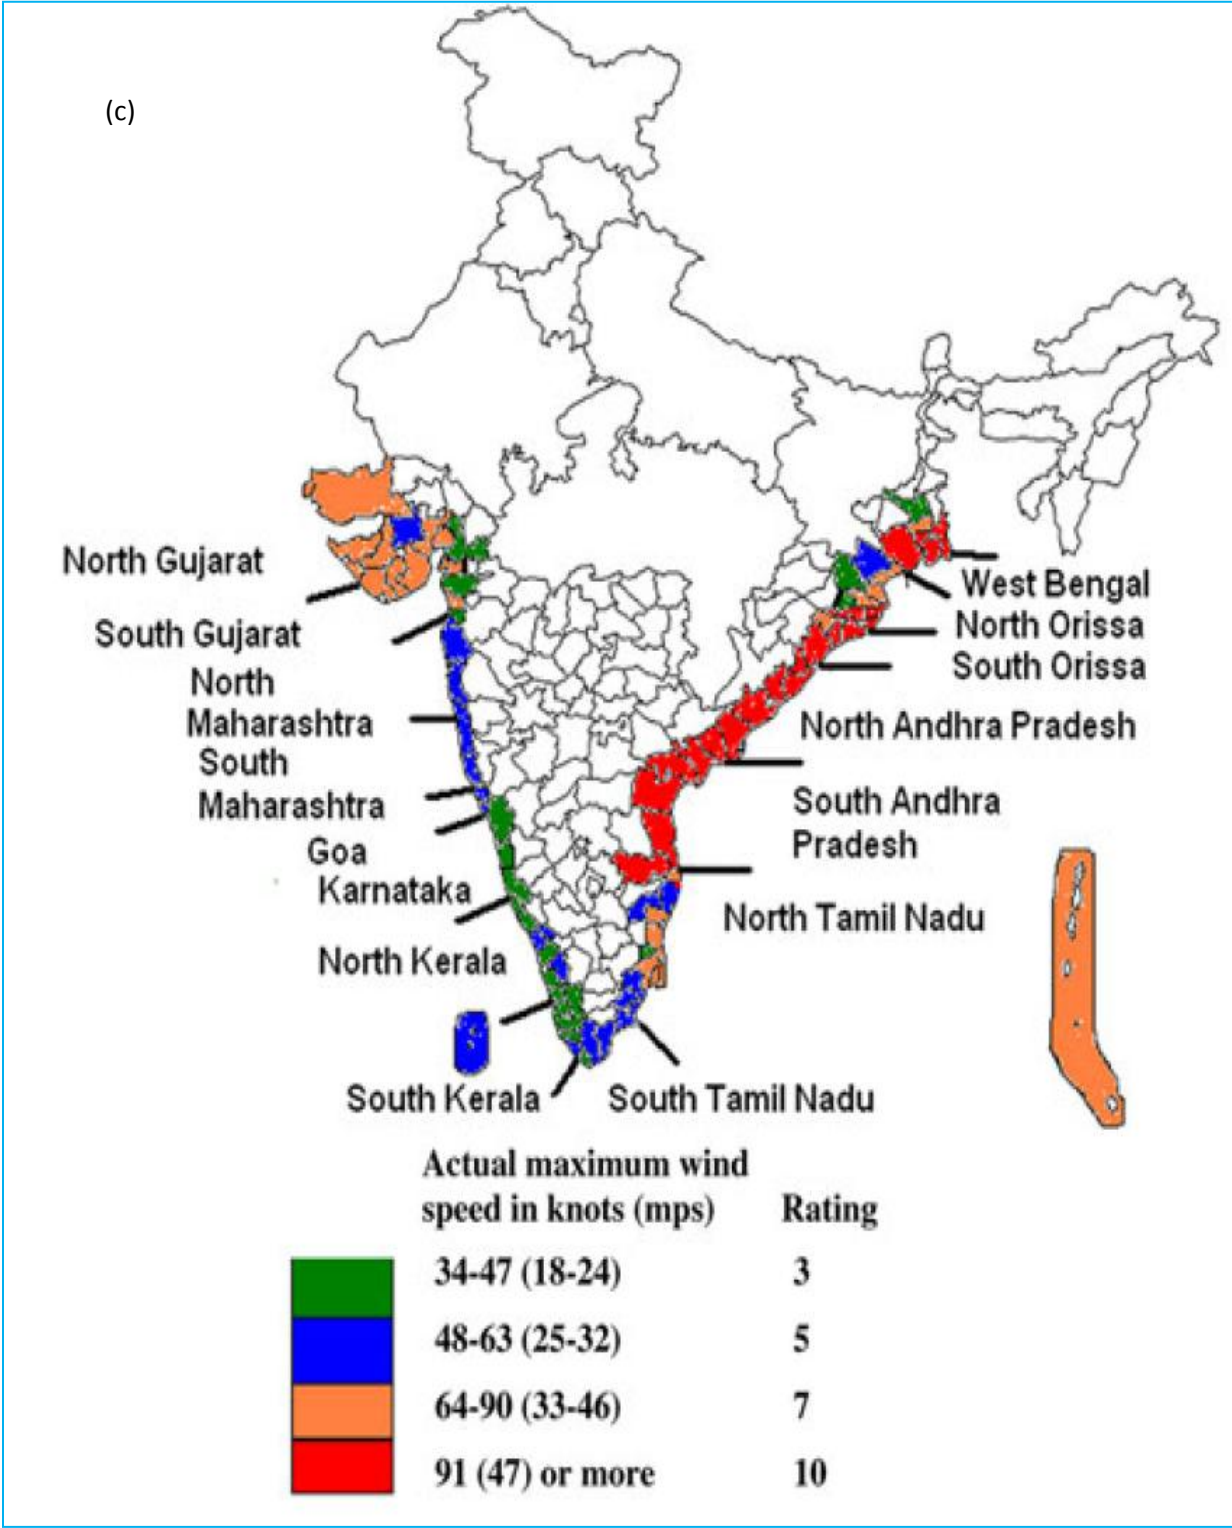 (c)
North Gujarat
South Gujarat
North
Maharashtra
South
Maharashtra
Goa
Karnataka
North Kerala
South Kerala
South Tamil Nadu
West Bengal
North Orissa
South Orissa
North Andhra Pradesh
South Andhra
Pradesh
North Tamil Nadu
Actual maximum wind
speed in knots (mps) Rating
34-47 (18-24) 3
48-63 (25-32) 5
64-90 (33-46) 7
91 (47) or more 10